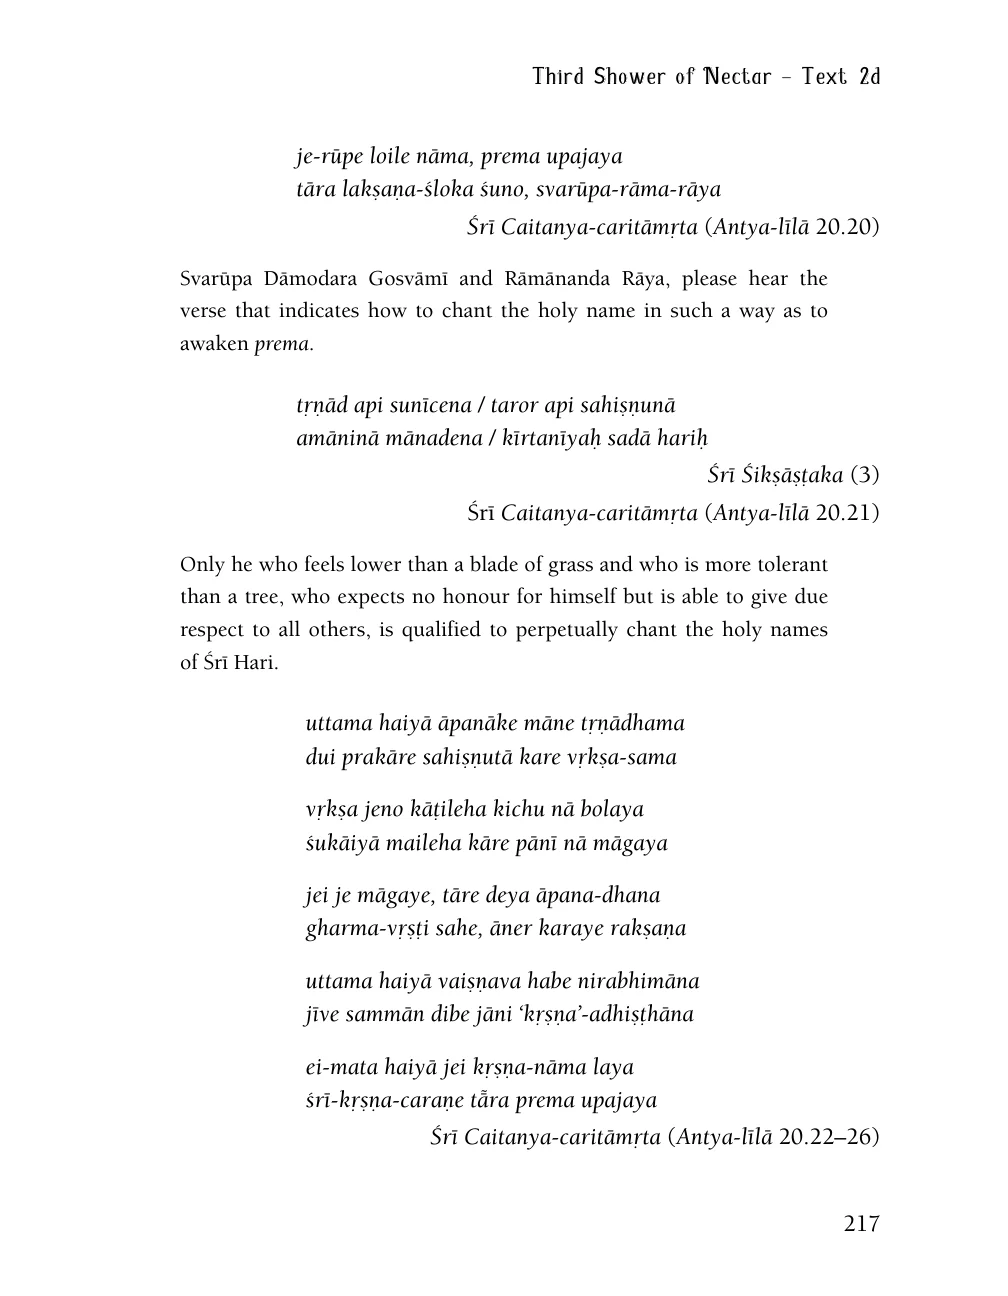 Third Shower of Nectar – Text 2d
je-rūpe loile nāma, prema upajaya
tāra lakṣaṇa-śloka śuno, svarūpa-rāma-rāya
Śrī Caitanya-caritāmṛta (Antya-līlā 20.20)
Svarūpa Dāmodara Gosvāmī and Rāmānanda Rāya, please hear the
verse that indicates how to chant the holy name in such a way as to
awaken prema.
tṛṇād api sunīcena / taror api sahiṣṇunā
amāninā mānadena / kīrtanīyaḥ sadā hariḥ
Śrī Śikṣāṣṭaka (3)
Śrī Caitanya-caritāmṛta (Antya-līlā 20.21)
Only he who feels lower than a blade of grass and who is more tolerant
than a tree, who expects no honour for himself but is able to give due
respect to all others, is qualified to perpetually chant the holy names
of Śrī Hari.
uttama haiyā āpanāke māne tṛṇādhama
dui prakāre sahiṣṇutā kare vṛkṣa-sama
vṛkṣa jeno kāṭileha kichu nā bolaya
śukāiyā maileha kāre pānī nā māgaya
jei je māgaye, tāre deya āpana-dhana
gharma-vṛṣṭi sahe, āner karaye rakṣaṇa
uttama haiyā vaiṣṇava habe nirabhimāna
jīve sammān dibe jāni ‘kṛṣṇa’-adhiṣṭhāna
ei-mata haiyā jei kṛṣṇa-nāma laya
śrī-kṛṣṇa-caraṇe tā̃ra prema upajaya
Śrī Caitanya-caritāmṛta (Antya-līlā 20.22–26)
217